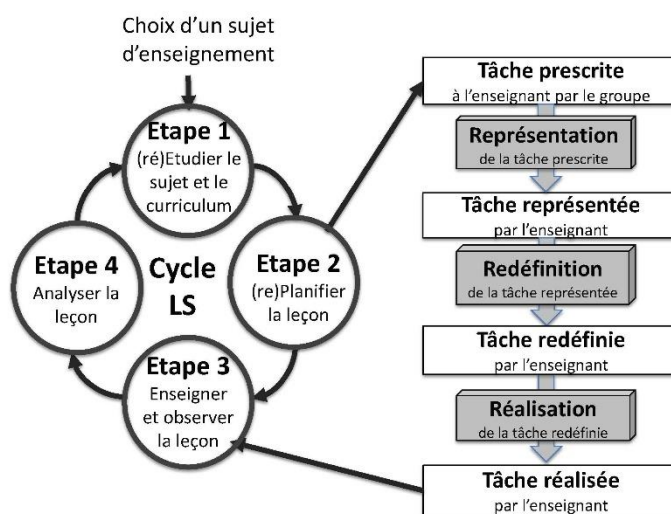 Choix d'un sujet
d'enseignement
Etape 1
(ré)Etudier le
sujet et le
curriculum
Etape 4
Analyser la
leçon
Cycle
LS
Etape 2
(re)Planifier
la leçon
Etape 3
Enseigner
et observer
la leçon
Tâche prescrite
à l'enseignant par le groupe
Représentation
de la tâche prescrite
Tâche représentée
par l'enseignant
Redéfinition
de la tâche représentée
Tâche redéfinie
par l'enseignant
Réalisation
de la tâche redéfinie
Tâche réalisée
par l'enseignant